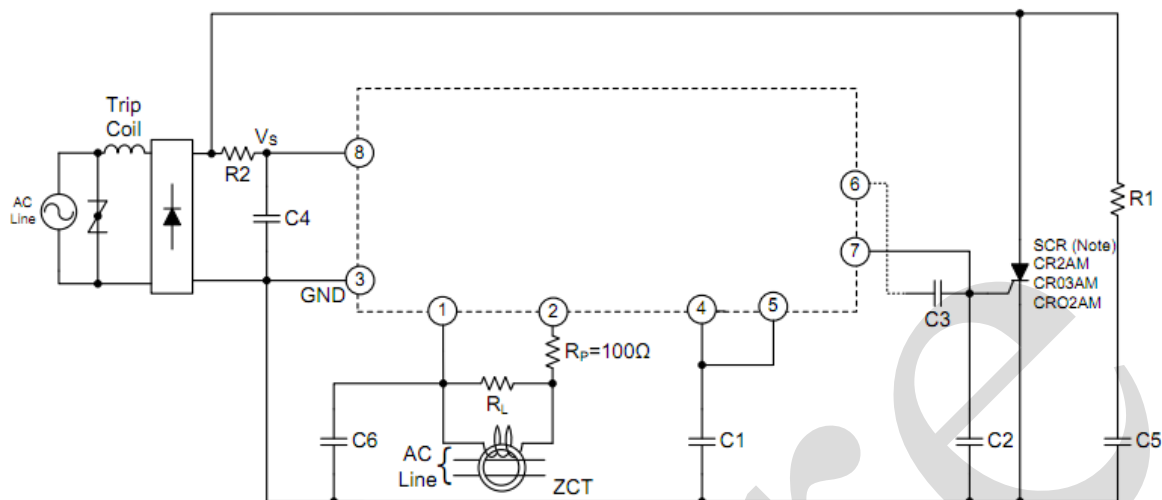 Trip
Coil
Vs
R2
AC
Line
C4
GND
8
3
1
2
4
5
6
7
RP=100Ω
RL
C6
AC
Line
ZCT
C1
C3
C2
R1
SCR (Note)
CR2AM
CR03AM
CRO2AM
C5
re